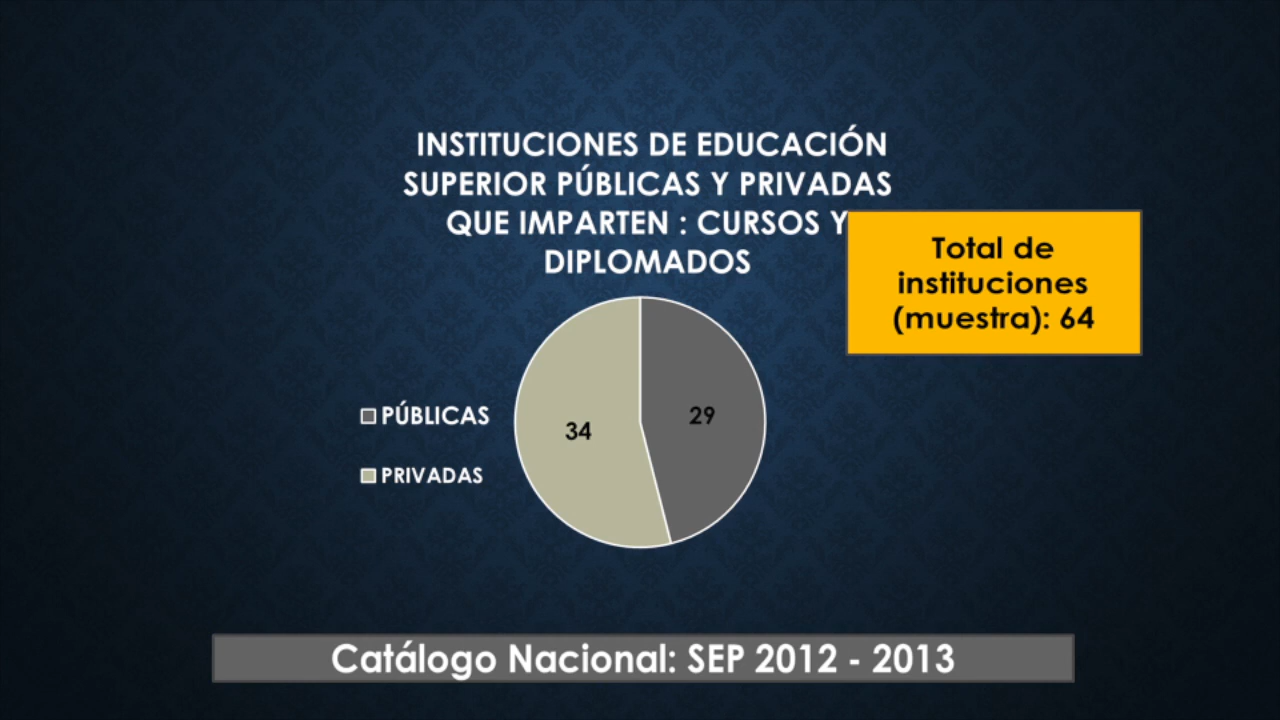 INSTITUCIONES DE EDUCACIÓN
SUPERIOR PÚBLICAS Y PRIVADAS
QUE IMPARTEN : CURSOS Y
DIPLOMADOS
Total de
instituciones
(muestra): 64
PÚBLICAS
PRIVADAS
34
29
Catálogo Nacional: SEP 2012 - 2013